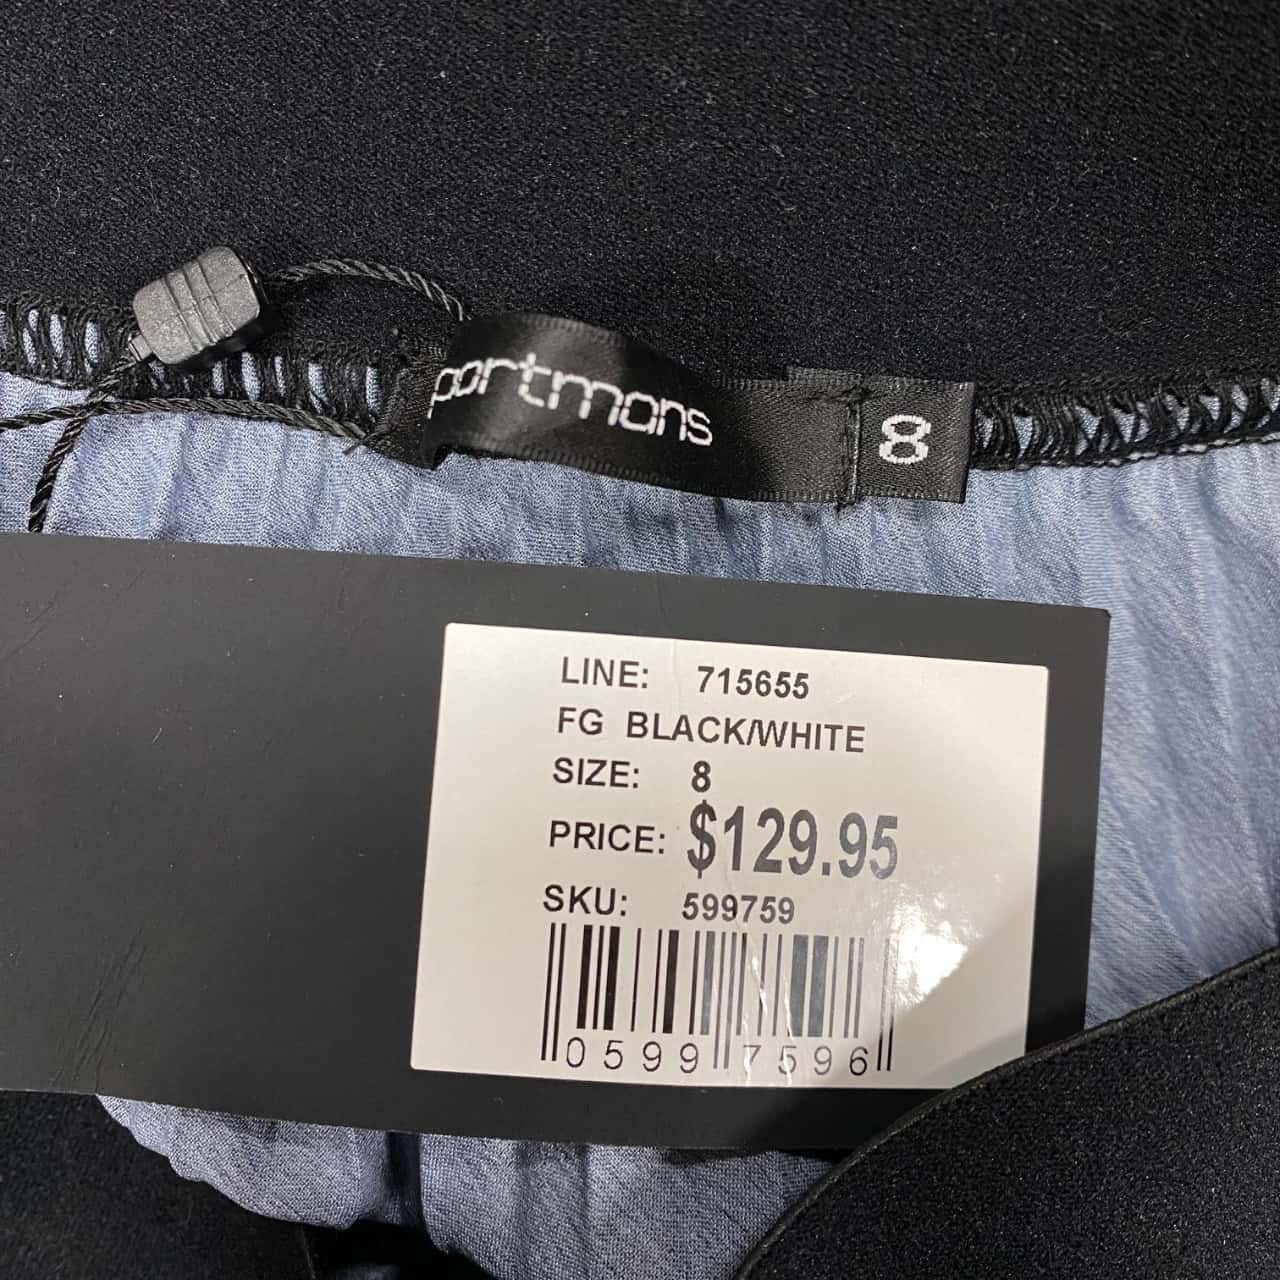 portmans
8
LINE: 715655
FG BLACK/WHITE
SIZE: 8
PRICE: $129.95
SKU: 599759
0599 7596